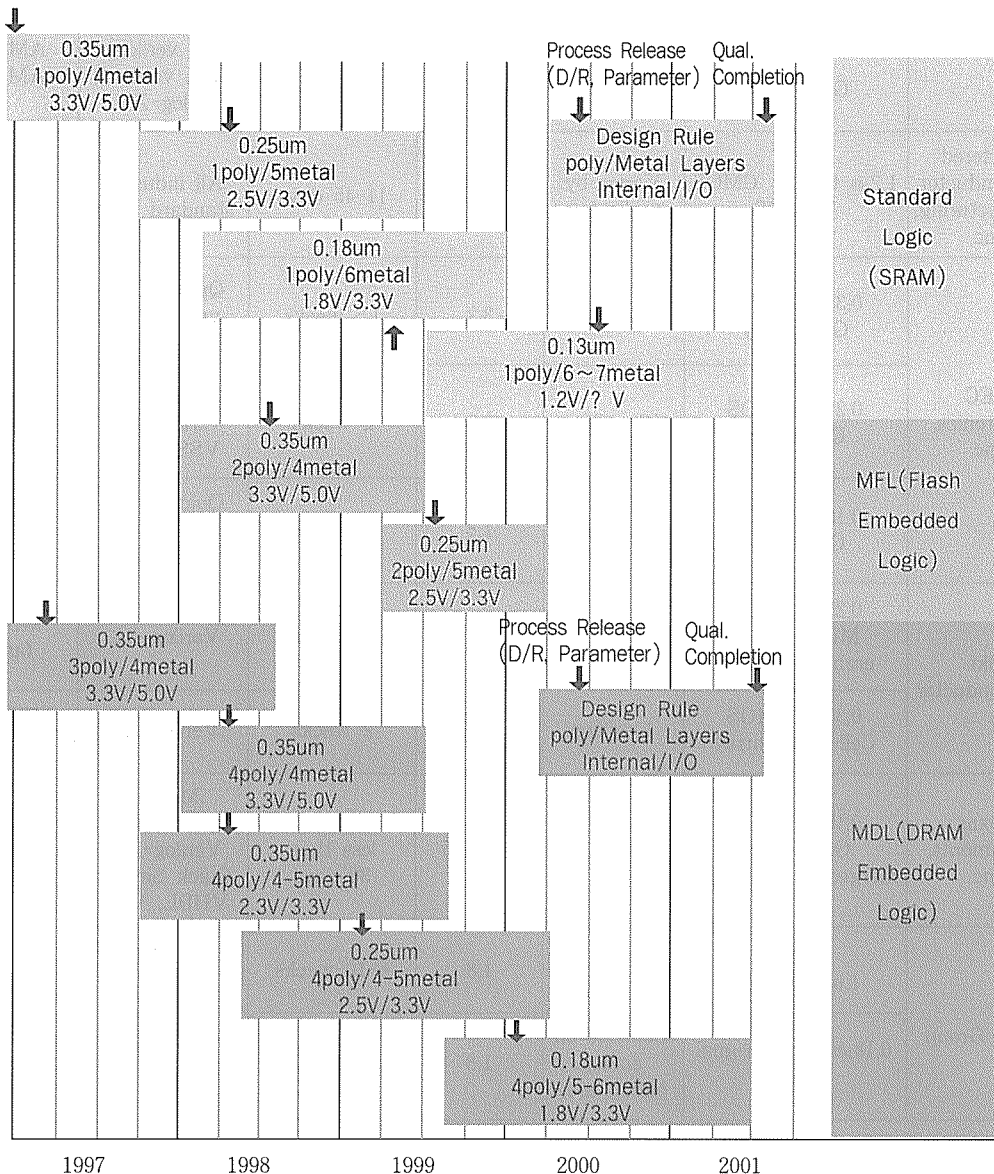 0.35um
1poly/4metal
3.3V/5.0V
Process Release
(D/R, Parameter)
Qual.
Completion
0.25um
1poly/5metal
2.5V/3.3V
Design Rule
poly/Metal Layers
Internal/I/O
0.18um
1poly/6metal
1.8V/3.3V
0.13um
1poly/6~7metal
1.2V/? V
Standard
Logic
(SRAM)
0.35um
2poly/4metal
3.3V/5.0V
0.25um
2poly/5metal
2.5V/3.3V
MFL(Flash
Embedded
Logic)
0.35um
3poly/4metal
3.3V/5.0V
Process Release
(D/R, Parameter)
Qual.
Completion
Design Rule
poly/Metal Layers
Internal/I/O
0.35um
4poly/4metal
3.3V/5.0V
0.35um
4poly/4-5metal
2.3V/3.3V
0.25um
4poly/4-5metal
2.5V/3.3V
0.18um
4poly/5-6metal
1.8V/3.3V
MDL(DRAM
Embedded
Logic)
1997 1998 1999 2000 2001